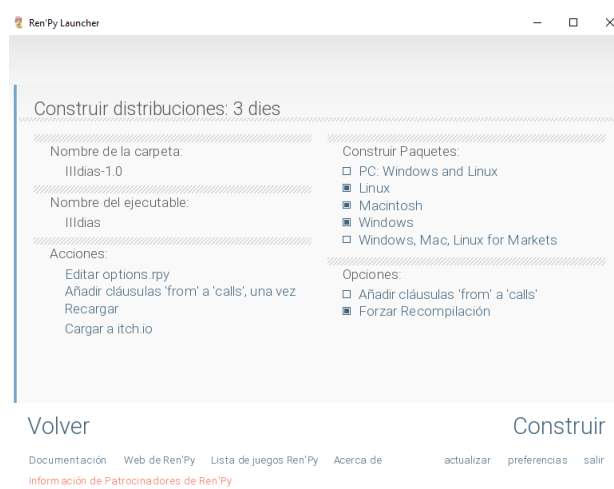 Ren'Py Launcher
Construir distribuciones: 3 dies
Nombre de la carpeta:
IIIdias-1.0
Nombre del ejecutable:
IIIdias
Acciones:
Editar options.rpy
Añadir cláusulas 'from' a 'calls', una vez
Recargar
Cargar a itch.io
Construir Paquetes:
PC: Windows and Linux
Linux
Macintosh
Windows
Windows, Mac, Linux for Markets
Opciones:
Añadir cláusulas 'from' a 'calls'
Forzar Recompilación
Volver
Construir
Documentación Web de Ren'Py Lista de juegos Ren'Py Acerca de actualizar preferencias salir
Información de Patrocinadores de Ren'Py